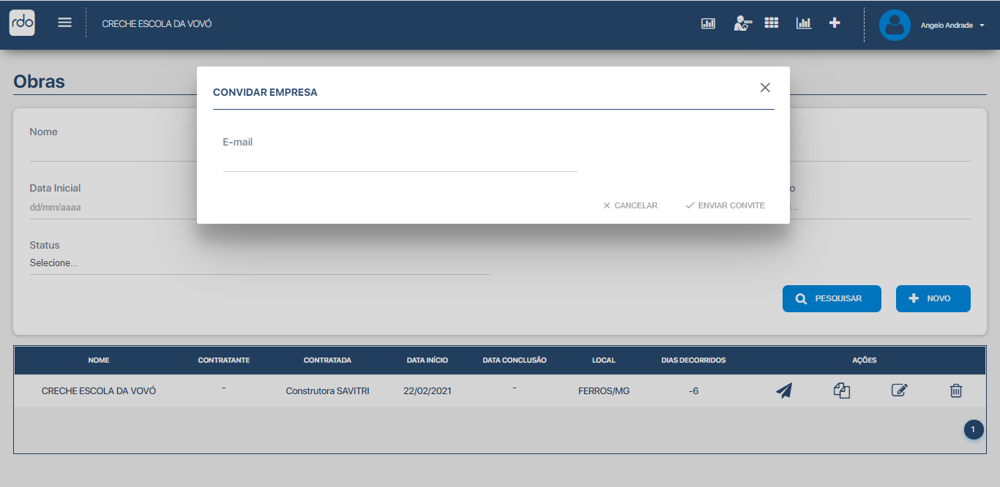 rdo CRECHE ESCOLA DA VOVÓ Angelo Andrade
Obras
CONVIDAR EMPRESA
Nome
E-mail
Data Inicial
dd/mm/aaaa
CANCELAR ENVIAR CONVITE
Status
Selecione...
PESQUISAR NOVO
NOME CONTRATANTE CONTRATADA DATA INÍCIO DATA CONCLUSÃO LOCAL DIAS DECORRIDOS AÇÕES
CRECHE ESCOLA DA VOVÓ - Construtora SAVITRI 22/02/2021 - FERROS/MG -6
1